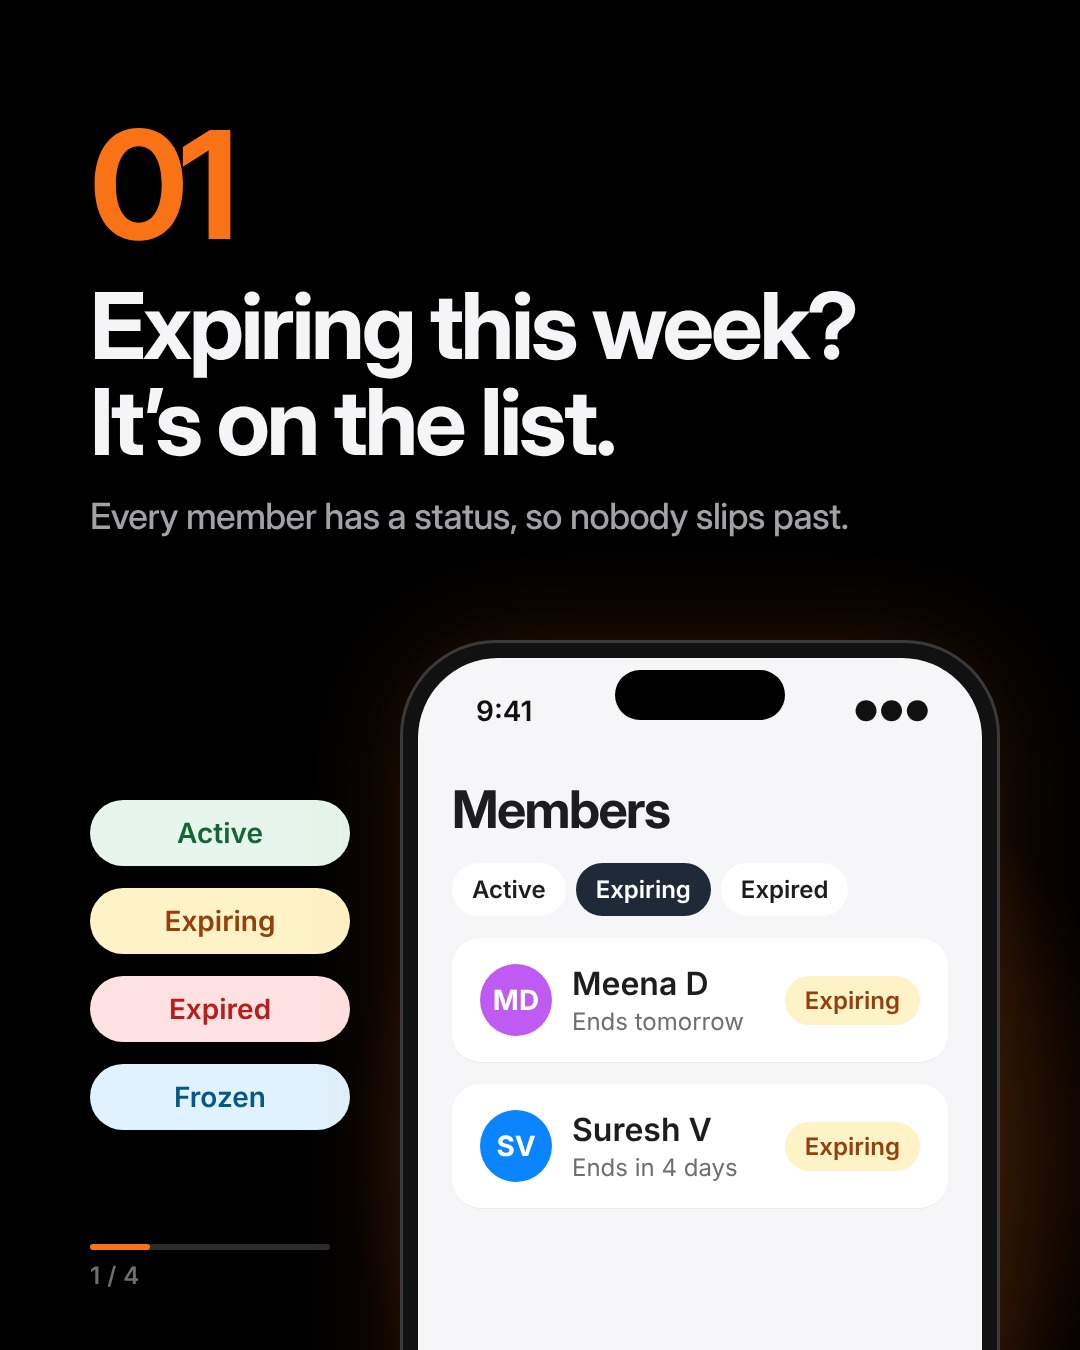 01
Expiring this week?
It’s on the list.
Every member has a status, so nobody slips past.
9:41
Members
Active Expiring Expired
MD Meena D Expiring
Ends tomorrow
SV Suresh V Expiring
Ends in 4 days
Active
Expiring
Expired
Frozen
1 / 4